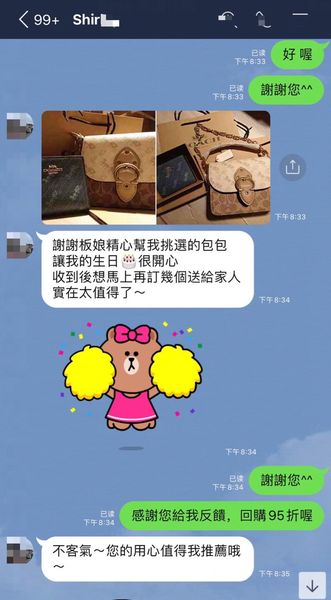 99+ Shir
好 喔
已读
下午8:33
謝謝您^^
已读
下午8:33
COACH
下午8:33
謝謝板娘精心幫我挑選的包包
讓我的生日🎂很開心
收到後想馬上再訂幾個送給家人
實在太值得了～
下午8:34
下午8:34
謝謝您^^
已读
下午8:34
感謝您給我反饋，回購95折喔
已读
下午8:34
不客氣～您的用心值得我推薦哦
～
下午8:35